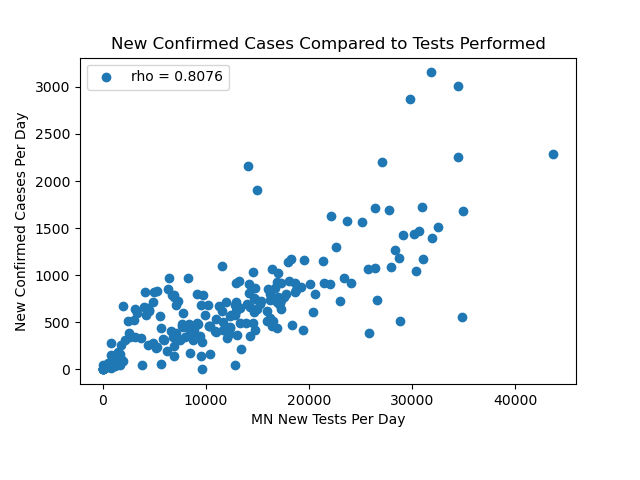 New Confirmed Cases Compared to Tests Performed
rho = 0.8076
3000
2500
2000
1500
1000
500
0
New Confirmed Caeses Per Day
0 10000 20000 30000 40000
MN New Tests Per Day